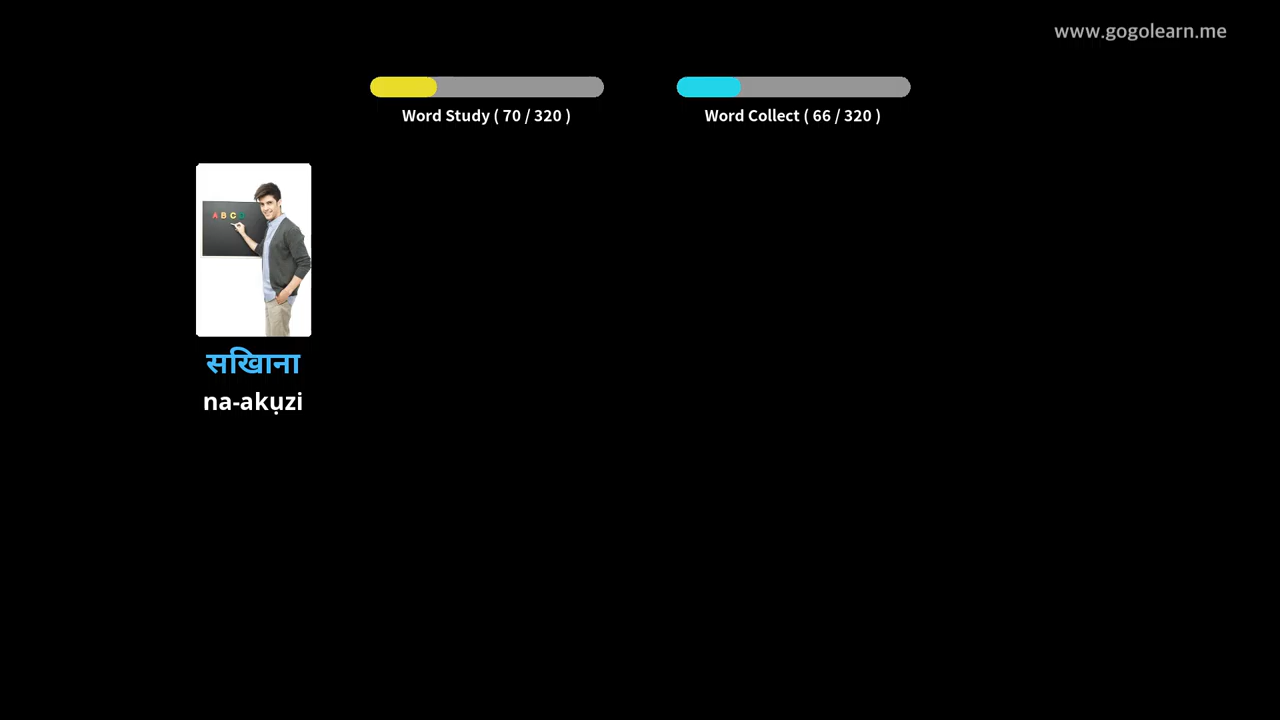 www.gogolearn.me
Word Study ( 70 / 320 )
Word Collect ( 66 / 320 )
A B C D
सखिाना
na-akụzi